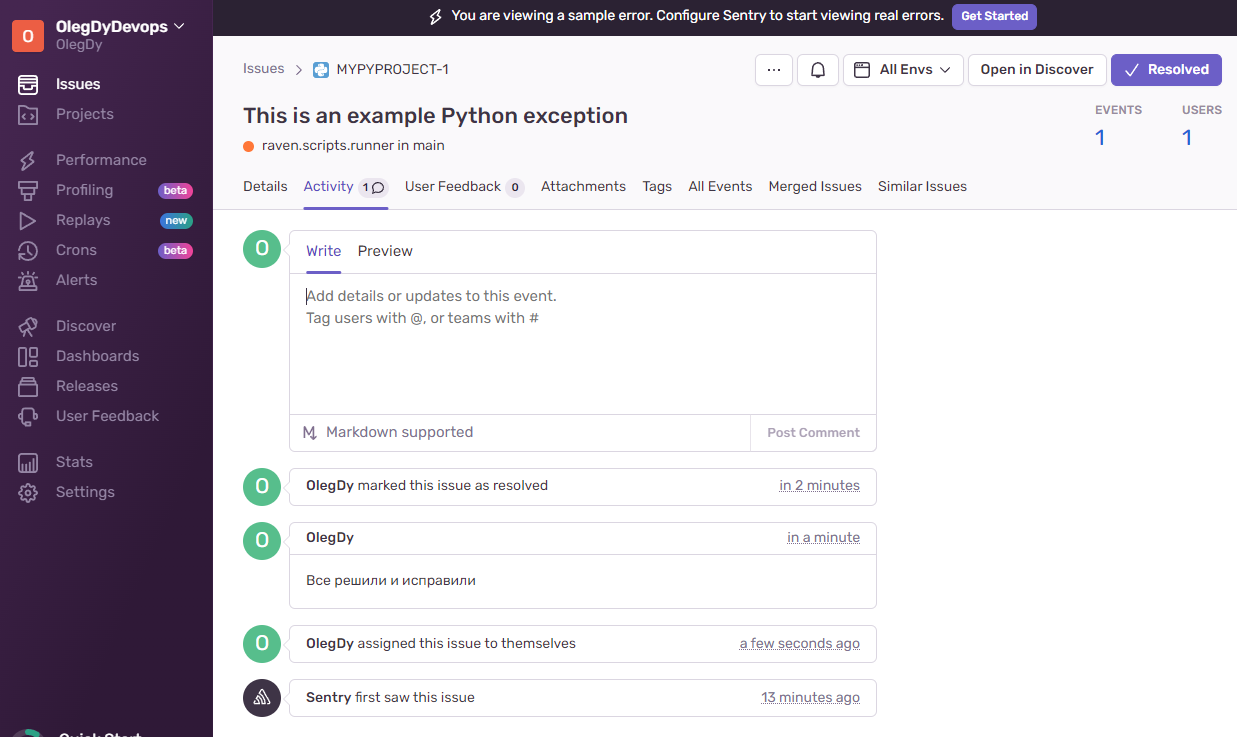 You are viewing a sample error. Configure Sentry to start viewing real errors. Get Started
O OlegDyDevops
OlegDy
Issues
Projects
Performance
Profiling beta
Replays new
Crons beta
Alerts
Discover
Dashboards
Releases
User Feedback
Stats
Settings
Quick Start
Issues > MYPYPROJECT-1
... All Envs Open in Discover Resolved
This is an example Python exception
raven.scripts.runner in main
EVENTS USERS
1 1
Details Activity 1 User Feedback 0 Attachments Tags All Events Merged Issues Similar Issues
O Write Preview
Add details or updates to this event.
Tag users with @, or teams with #
Markdown supported Post Comment
O OlegDy marked this issue as resolved in 2 minutes
O OlegDy in a minute
Все решили и исправили
O OlegDy assigned this issue to themselves a few seconds ago
Sentry first saw this issue 13 minutes ago